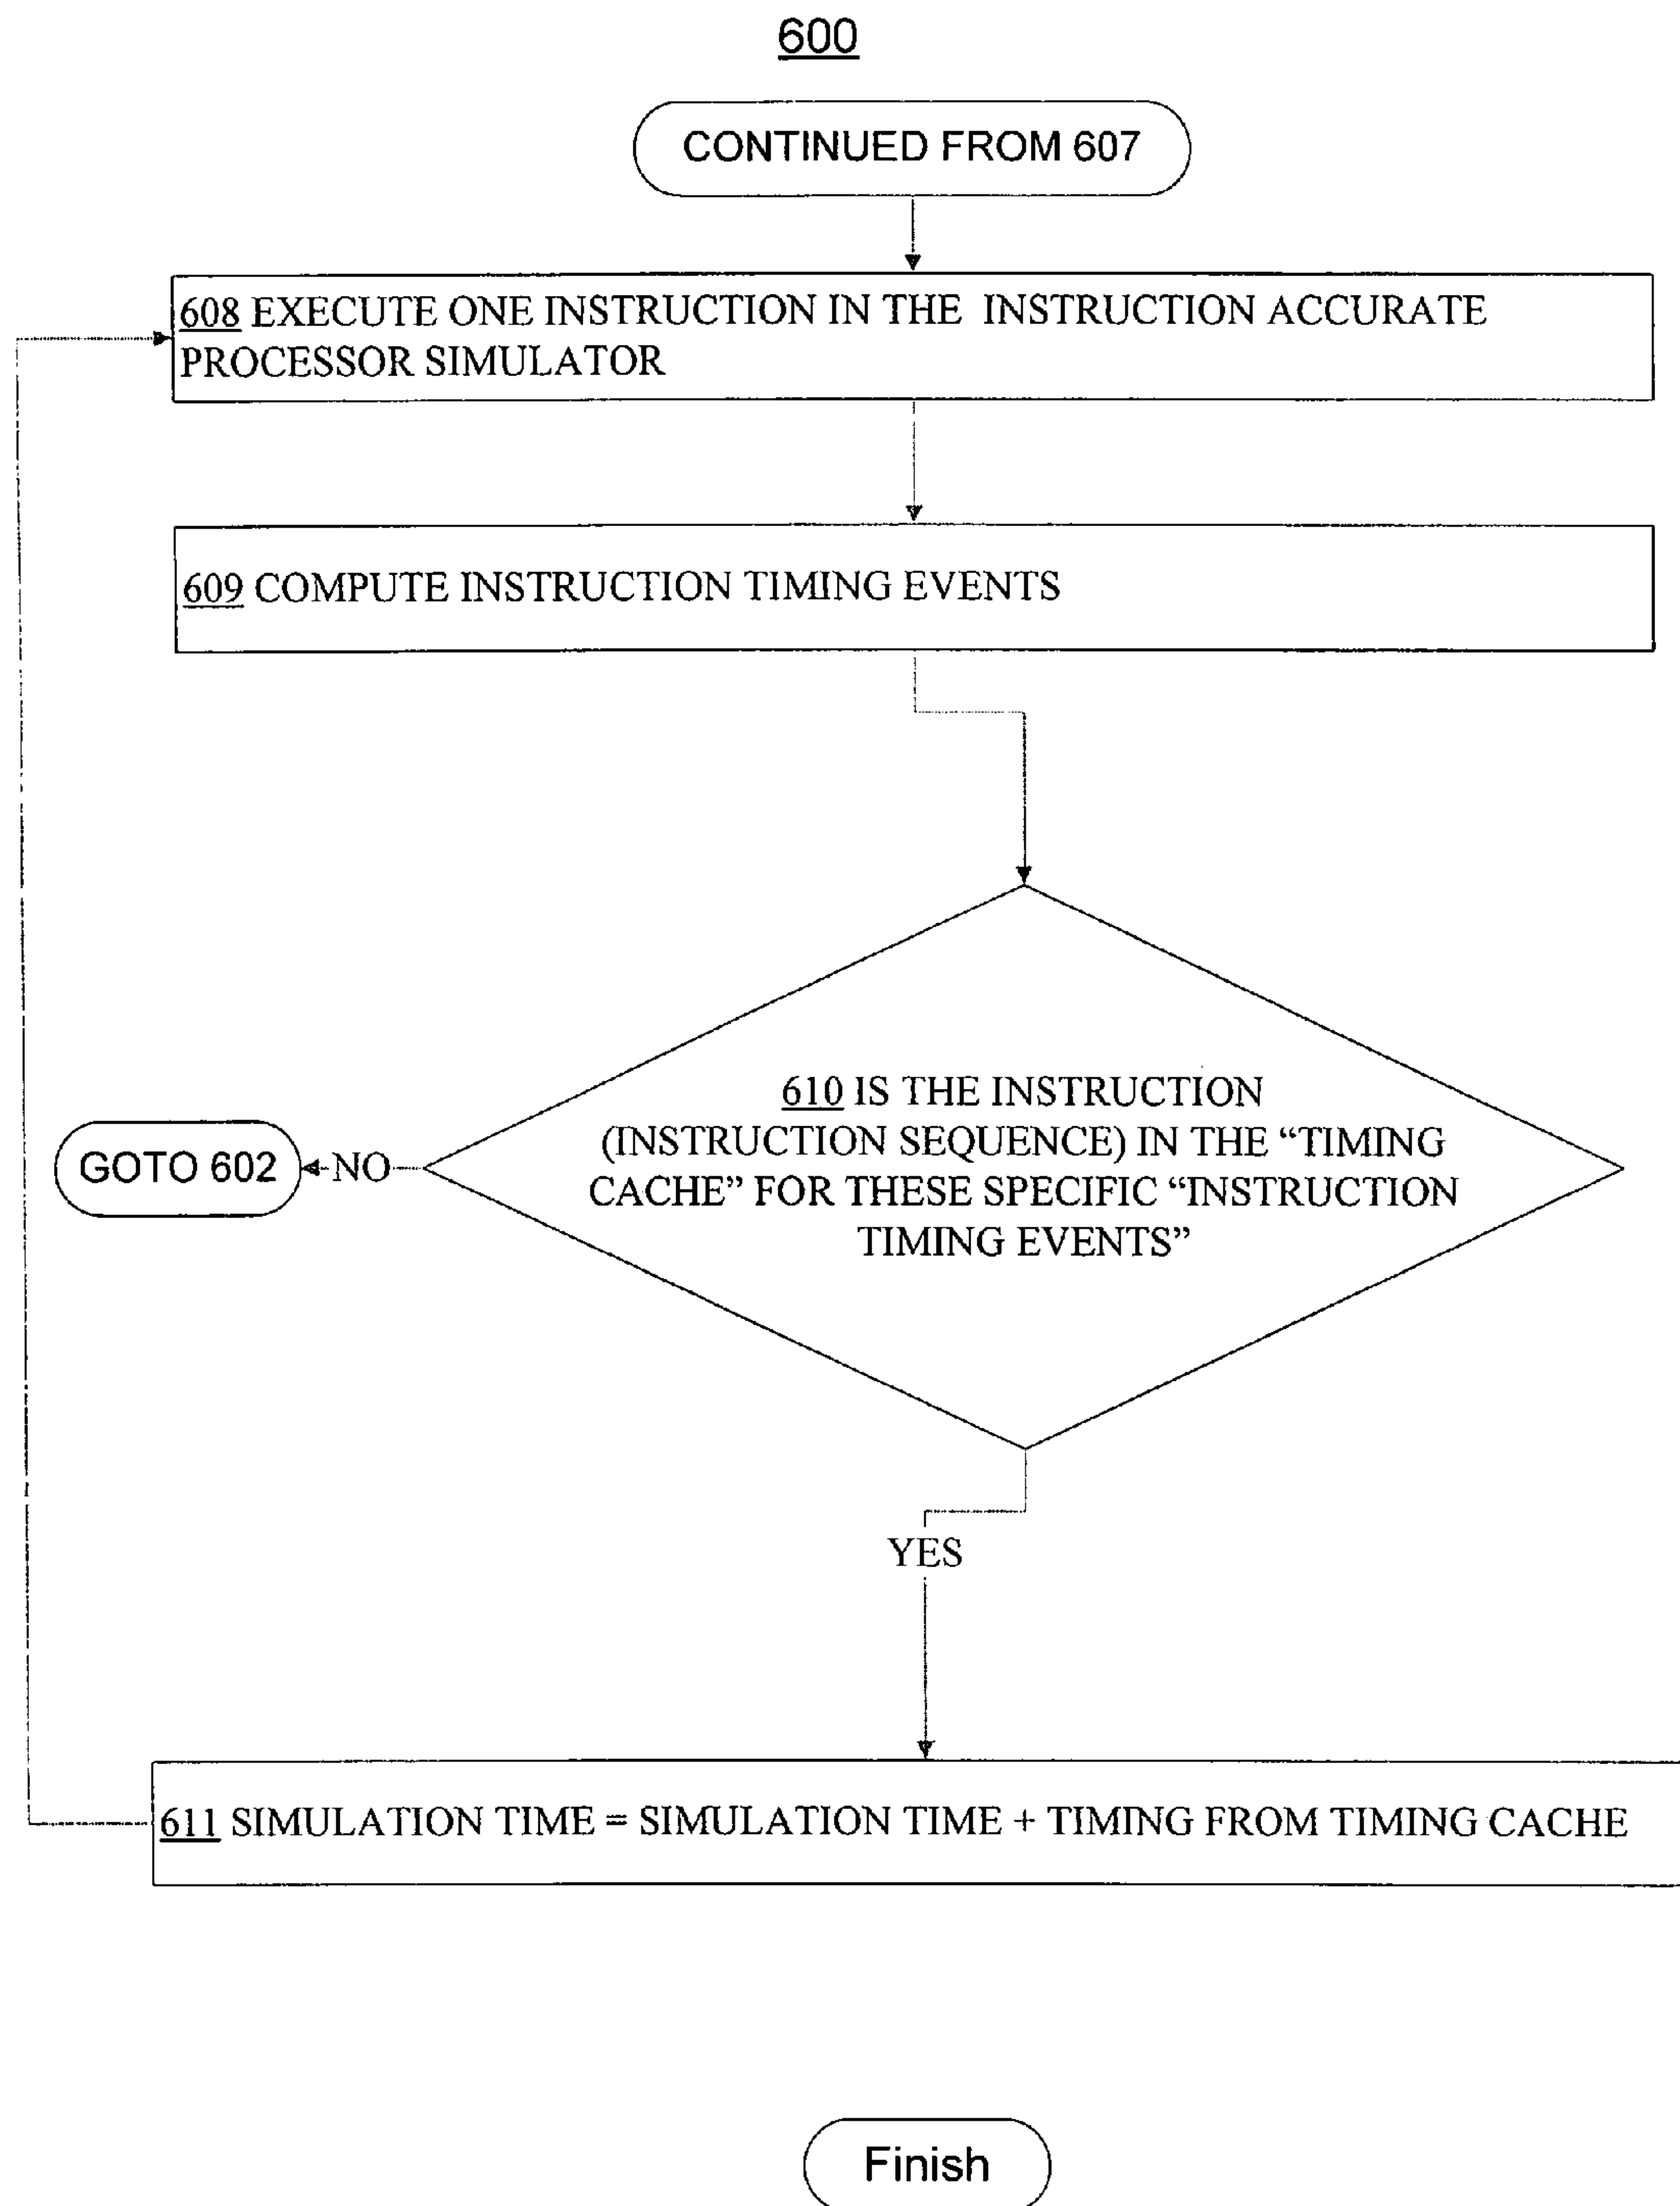 600
CONTINUED FROM 607
608 EXECUTE ONE INSTRUCTION IN THE INSTRUCTION ACCURATE
PROCESSOR SIMULATOR
609 COMPUTE INSTRUCTION TIMING EVENTS
610 IS THE INSTRUCTION
(INSTRUCTION SEQUENCE) IN THE “TIMING
CACHE” FOR THESE SPECIFIC “INSTRUCTION
TIMING EVENTS”
NO
GOTO 602
YES
611 SIMULATION TIME = SIMULATION TIME + TIMING FROM TIMING CACHE
Finish